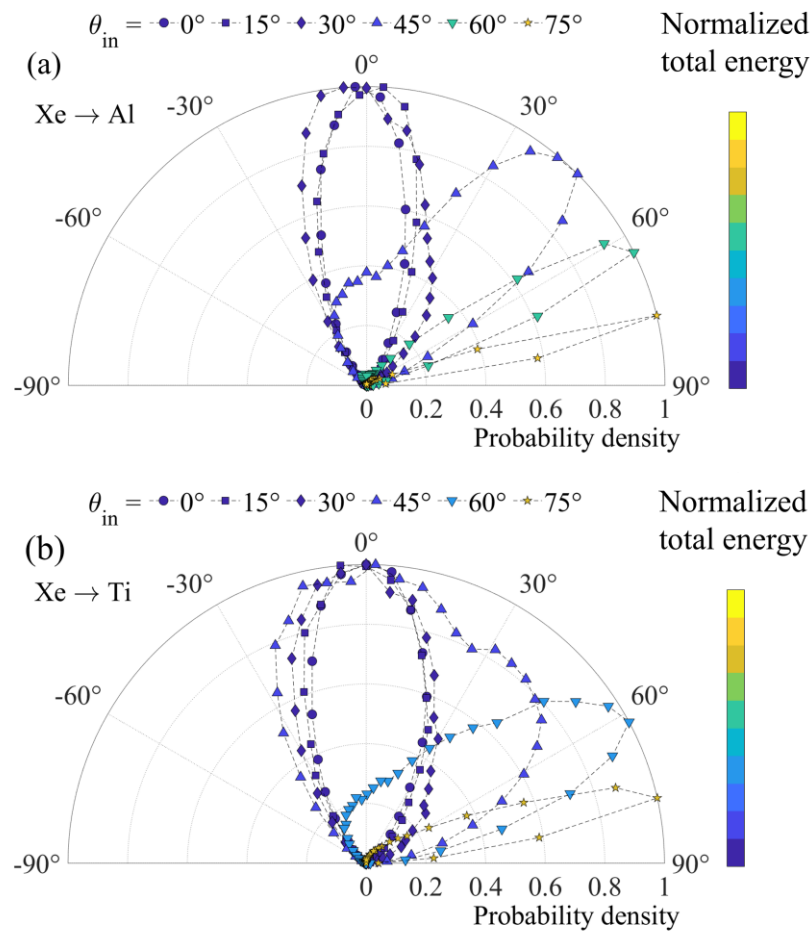 θin = 0° 15° 30° 45° 60° 75°
Normalized
total energy
(a)
Xe → Al
0°
-30°
30°
-60°
60°
-90°
90°
0 0.2 0.4 0.6 0.8 1
Probability density
θin = 0° 15° 30° 45° 60° 75°
Normalized
total energy
(b)
Xe → Ti
0°
-30°
30°
-60°
60°
-90°
90°
0 0.2 0.4 0.6 0.8 1
Probability density